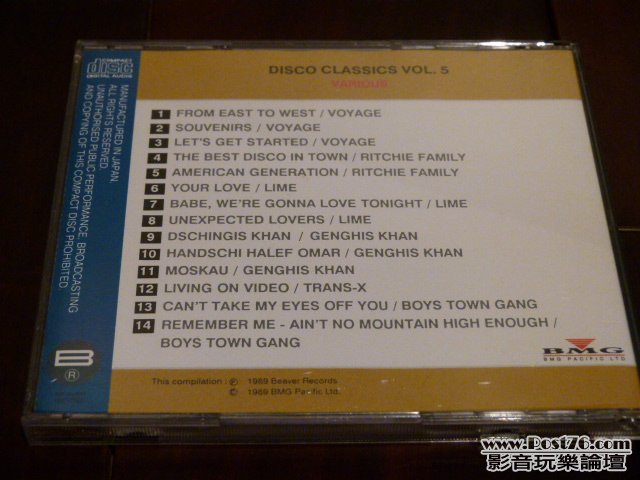 COMPACT
disc
DIGITAL AUDIO
MANUFACTURED IN JAPAN.
ALL RIGHTS RESERVED.
UNAUTHORISED PUBLIC PERFORMANCE, BROADCASTING
AND COPYING OF THIS COMPACT DISC PROHIBITED.
B
®
DISCO CLASSICS VOL. 5
VARIOUS
1 FROM EAST TO WEST / VOYAGE
2 SOUVENIRS / VOYAGE
3 LET'S GET STARTED / VOYAGE
4 THE BEST DISCO IN TOWN / RITCHIE FAMILY
5 AMERICAN GENERATION / RITCHIE FAMILY
6 YOUR LOVE / LIME
7 BABE, WE'RE GONNA LOVE TONIGHT / LIME
8 UNEXPECTED LOVERS / LIME
9 DSCHINGIS KHAN / GENGHIS KHAN
10 HANDSCHI HALEF OMAR / GENGHIS KHAN
11 MOSKAU / GENGHIS KHAN
12 LIVING ON VIDEO / TRANS-X
13 CAN'T TAKE MY EYES OFF YOU / BOYS TOWN GANG
14 REMEMBER ME - AIN'T NO MOUNTAIN HIGH ENOUGH /
BOYS TOWN GANG
BMG
BMG PACIFIC LTD
This compilation : ℗ 1989 Beaver Records
© 1989 BMG Pacific Ltd.
www.Post76.com
影音玩樂論壇